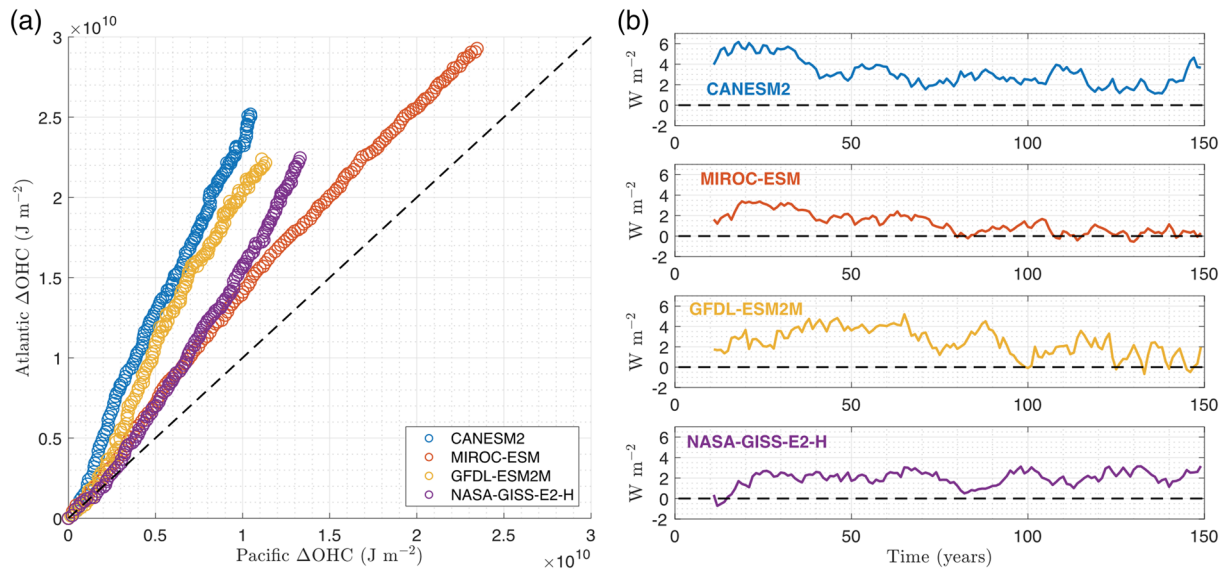 (a)
×10^10
3
2.5
2
1.5
1
0.5
0
Atlantic ΔOHC (J m−2)
CANESM2
MIROC-ESM
GFDL-ESM2M
NASA-GISS-E2-H
0 0.5 1 1.5 2 2.5 3
Pacific ΔOHC (J m−2)
×10^10
(b)
6
4
2
0
-2
W m−2
CANESM2
0 50 100 150
6
4
2
0
-2
W m−2
MIROC-ESM
0 50 100 150
6
4
2
0
-2
W m−2
GFDL-ESM2M
0 50 100 150
6
4
2
0
-2
W m−2
NASA-GISS-E2-H
0 50 100 150
Time (years)